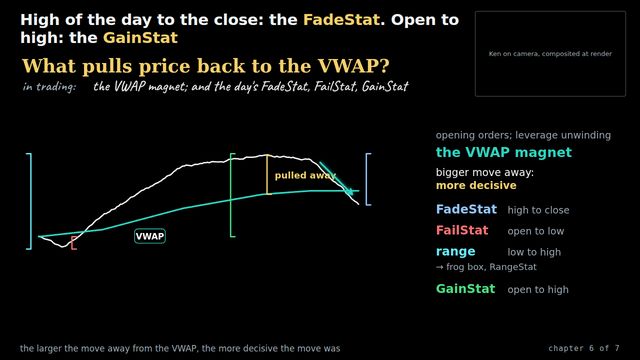 High of the day to the close: the FadeStat. Open to
high: the GainStat
Ken on camera, composited at render
What pulls price back to the VWAP?
in trading: the VWAP magnet; and the day's FadeStat, FailStat, GainStat
opening orders; leverage unwinding
the VWAP magnet
bigger move away:
more decisive
pulled away
FadeStat high to close
FailStat open to low
VWAP
range low to high
→ frog box, RangeStat
GainStat open to high
the larger the move away from the VWAP, the more decisive the move was
chapter 6 of 7